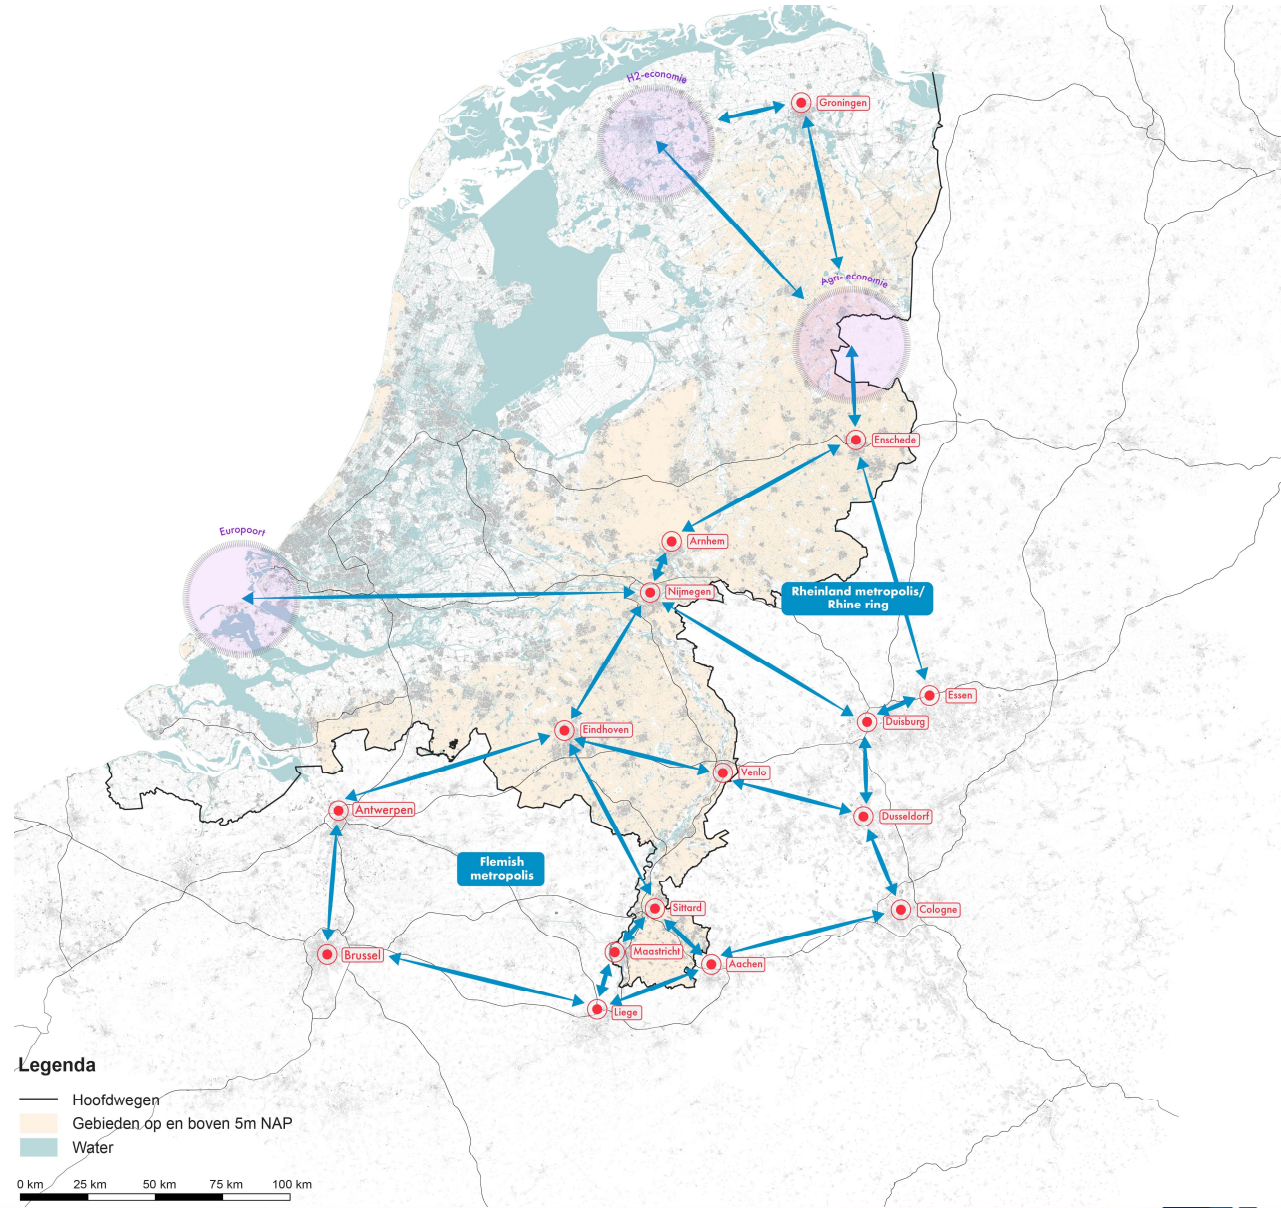 H2-economie
Groningen
Agri-economie
Enschede
Europoort
Arnhem
Nijmegen
Rheinland metropolis/
Rhine ring
Essen
Duisburg
Eindhoven
Venlo
Antwerpen
Dusseldorf
Flemish
metropolis
Sittard
Cologne
Maastricht
Brussel
Aachen
Liege
Legenda
Hoofdwegen
Gebieden op en boven 5m NAP
Water
0 km 25 km 50 km 75 km 100 km